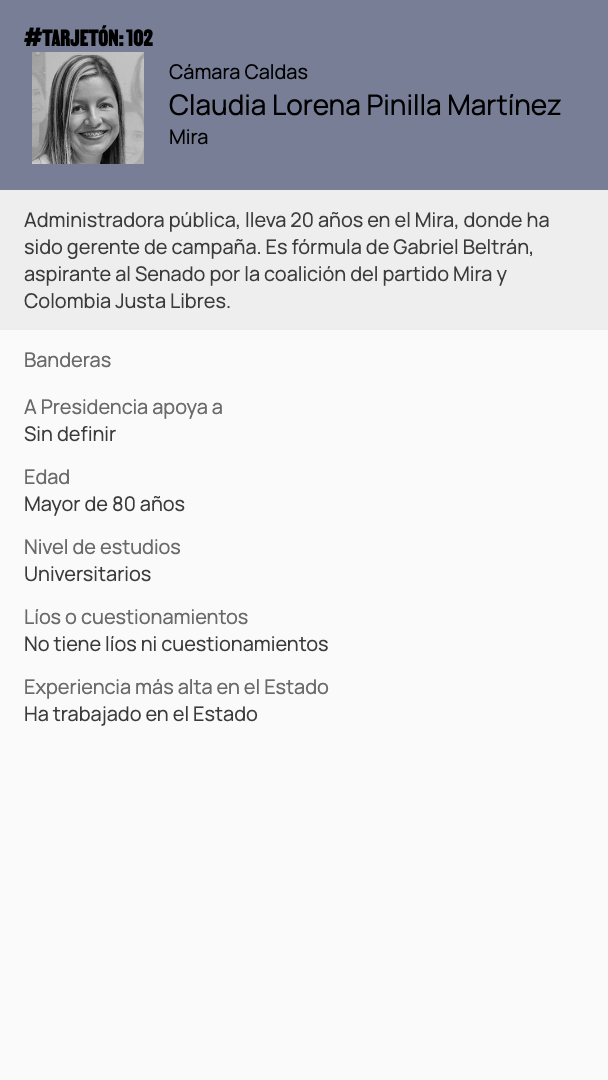 #TARJETÓN: 102
Cámara Caldas
Claudia Lorena Pinilla Martínez
Mira
Administradora pública, lleva 20 años en el Mira, donde ha
sido gerente de campaña. Es fórmula de Gabriel Beltrán,
aspirante al Senado por la coalición del partido Mira y
Colombia Justa Libres.
Banderas
A Presidencia apoya a
Sin definir
Edad
Mayor de 80 años
Nivel de estudios
Universitarios
Líos o cuestionamientos
No tiene líos ni cuestionamientos
Experiencia más alta en el Estado
Ha trabajado en el Estado